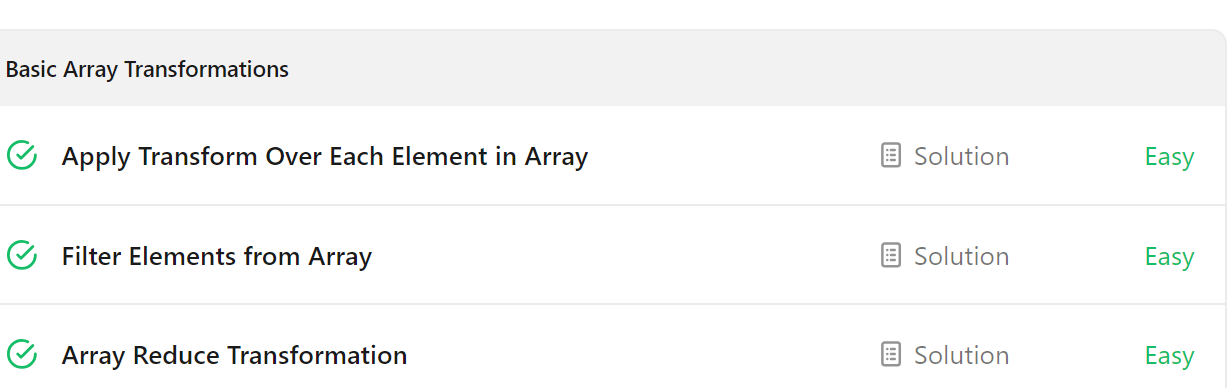 Basic Array Transformations
Apply Transform Over Each Element in Array Solution Easy
Filter Elements from Array Solution Easy
Array Reduce Transformation Solution Easy